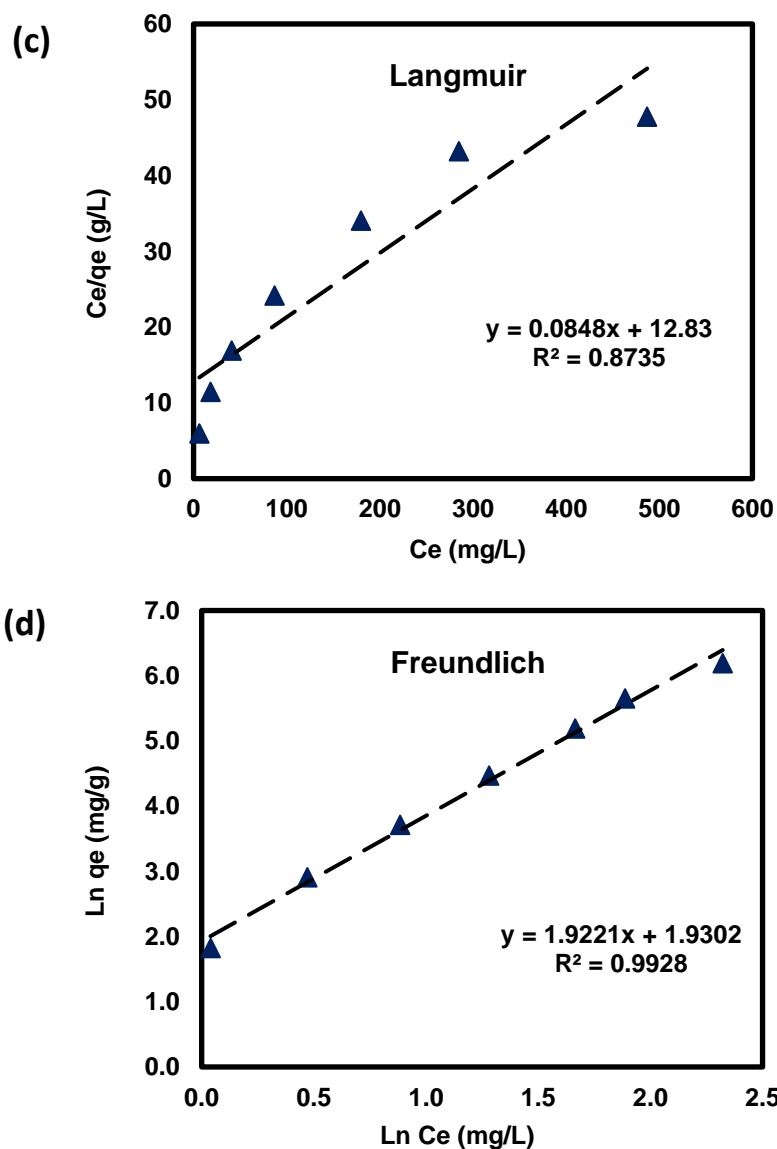 (c)
Langmuir
60
50
40
30
20
10
0
Ce/qe (g/L)
y = 0.0848x + 12.83
R² = 0.8735
0 100 200 300 400 500 600
Ce (mg/L)
(d)
Freundlich
7.0
6.0
5.0
4.0
3.0
2.0
1.0
0.0
Ln qe (mg/g)
y = 1.9221x + 1.9302
R² = 0.9928
0.0 0.5 1.0 1.5 2.0 2.5
Ln Ce (mg/L)